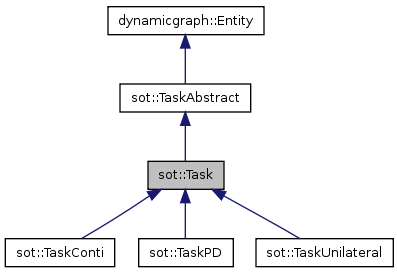 dynamicgraph::Entity
sot::TaskAbstract
sot::Task
sot::TaskConti
sot::TaskPD
sot::TaskUnilateral